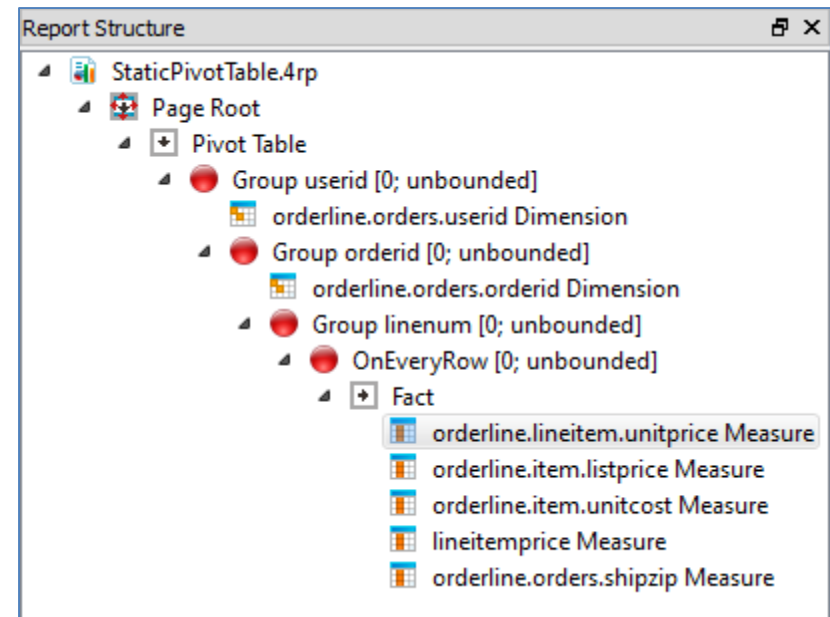 Report Structure
StaticPivotTable.4rp
Page Root
Pivot Table
Group userid [0; unbounded]
orderline.orders.userid Dimension
Group orderid [0; unbounded]
orderline.orders.orderid Dimension
Group linenum [0; unbounded]
OnEveryRow [0; unbounded]
Fact
orderline.lineitem.unitprice Measure
orderline.item.listprice Measure
orderline.item.unitcost Measure
lineitemprice Measure
orderline.orders.shipzip Measure